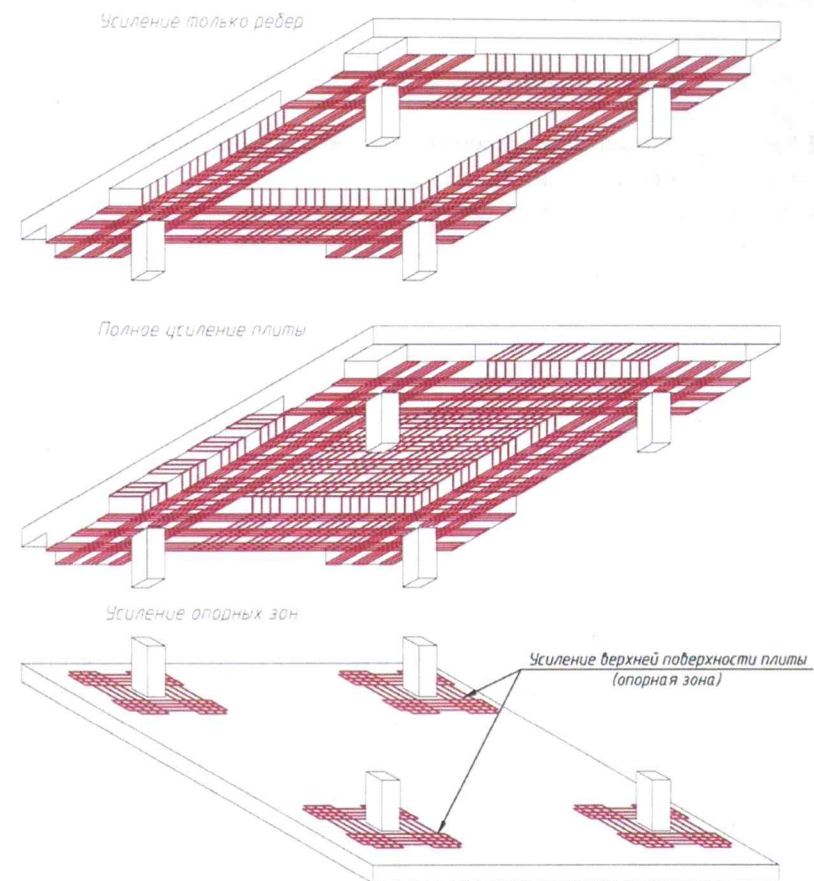 Усиление только ребер
Полное усиление плиты
Усиление опорных зон
Усиление верхней поверхности плиты
(опорная зона)